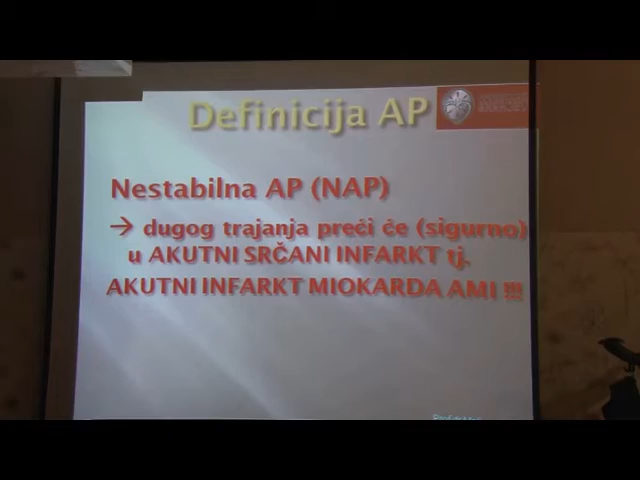 Definicija AP
Nestabilna AP (NAP)
→ dugog trajanja preći će (sigurno)
u AKUTNI SRČANI INFARKT tj.
AKUTNI INFARKT MIOKARDA AMI !!!